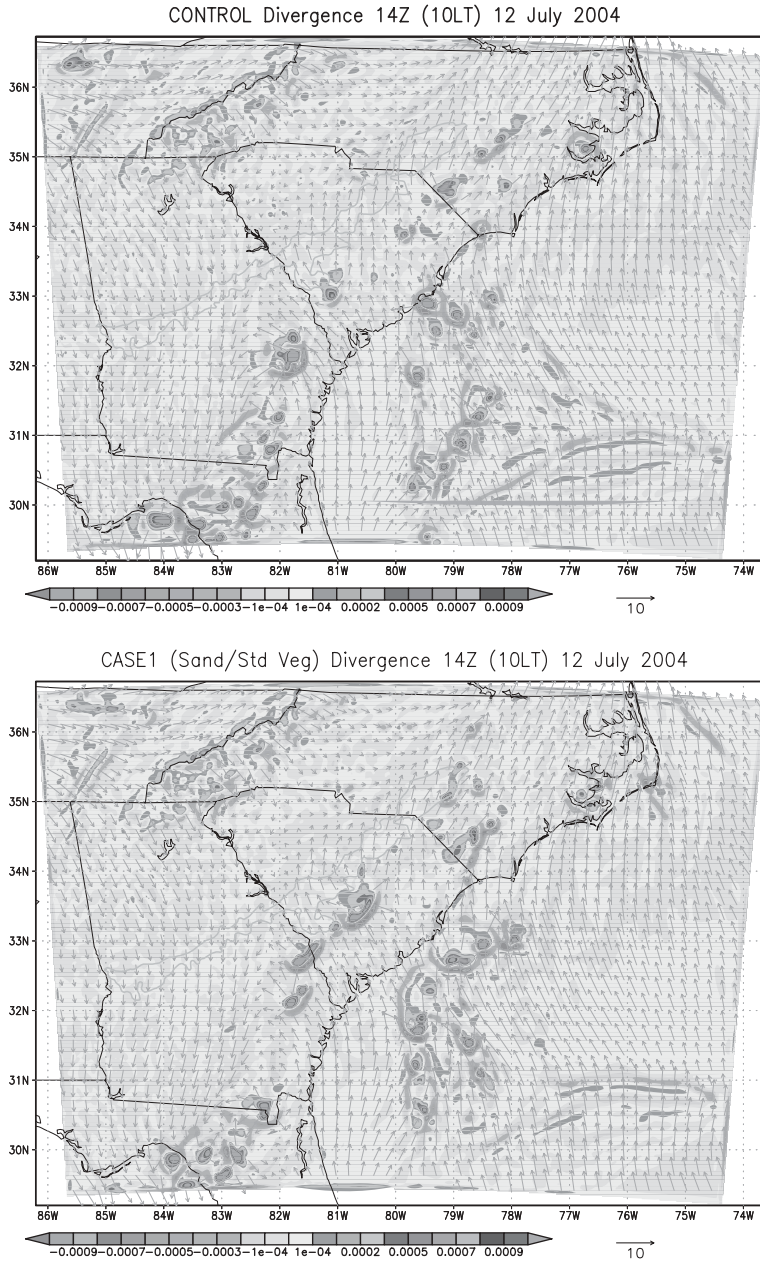 CONTROL Divergence 14Z (10LT) 12 July 2004
36N
35N
34N
33N
32N
31N
30N
86W 85W 84W 83W 82W 81W 80W 79W 78W 77W 76W 75W 74W
-0.0009 -0.0007 -0.0005 -0.0003 -1e-04 1e-04 0.0002 0.0005 0.0007 0.0009
10
CASE1 (Sand/Std Veg) Divergence 14Z (10LT) 12 July 2004
36N
35N
34N
33N
32N
31N
30N
86W 85W 84W 83W 82W 81W 80W 79W 78W 77W 76W 75W 74W
-0.0009 -0.0007 -0.0005 -0.0003 -1e-04 1e-04 0.0002 0.0005 0.0007 0.0009
10